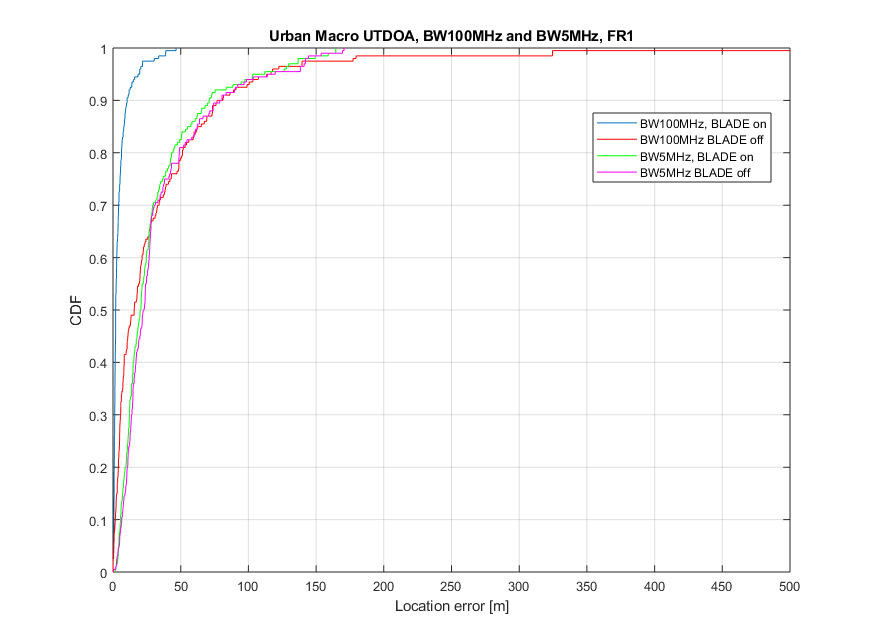 Urban Macro UTDOA, BW100MHz and BW5MHz, FR1
1
0.9
0.8
0.7
0.6
0.5
0.4
0.3
0.2
0.1
0
CDF
BW100MHz, BLADE on
BW100MHz BLADE off
BW5MHz, BLADE on
BW5MHz BLADE off
0 50 100 150 200 250 300 350 400 450 500
Location error [m]